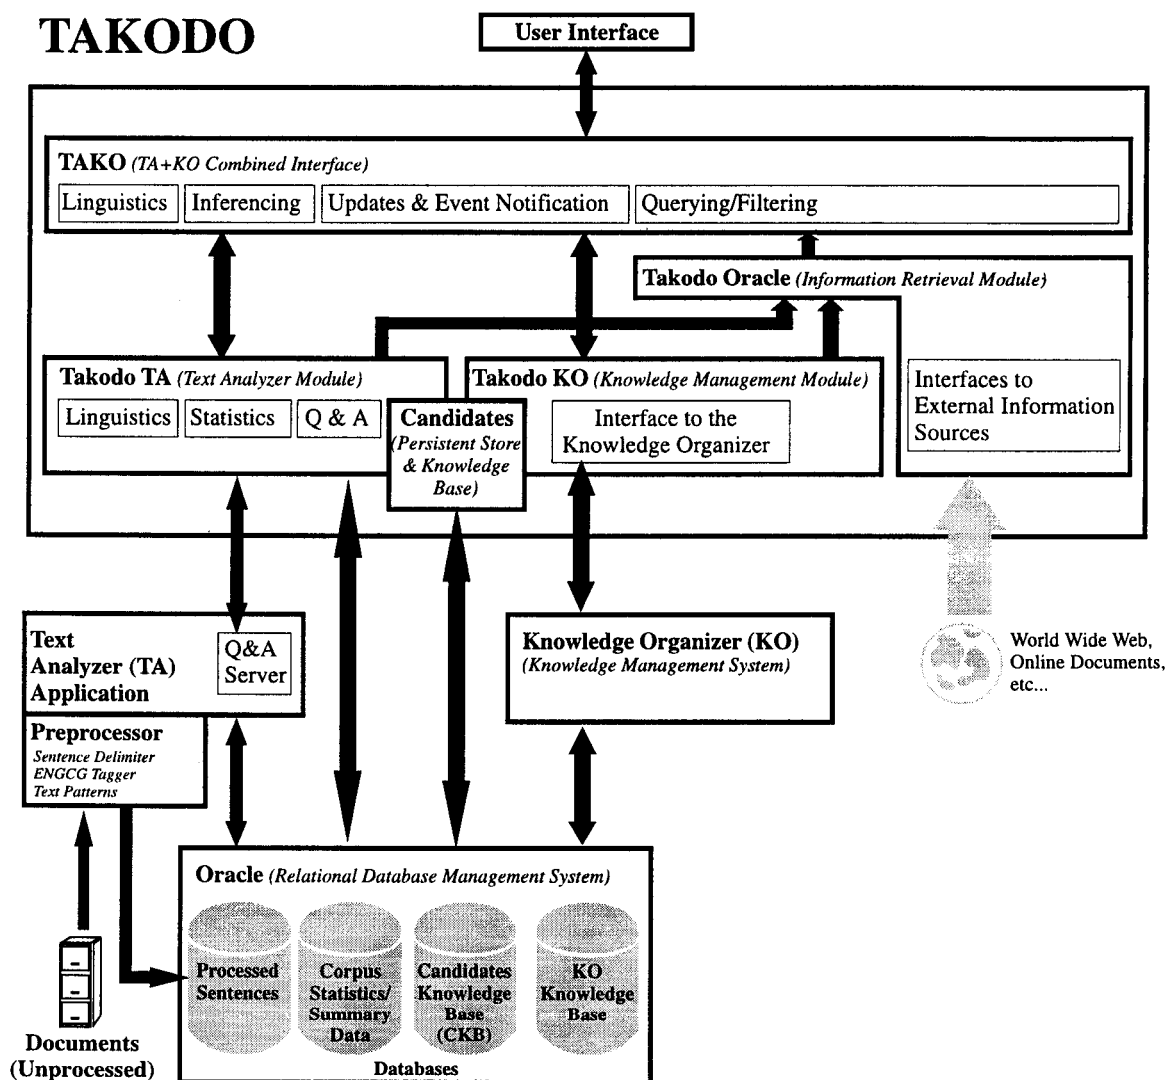 TAKODO
User Interface
TAKO (TA+KO Combined Interface)
Linguistics
Inferencing
Updates & Event Notification
Querying/Filtering
Takodo Oracle (Information Retrieval Module)
Takodo TA (Text Analyzer Module)
Linguistics
Statistics
Q & A
Candidates
(Persistent Store
& Knowledge
Base)
Takodo KO (Knowledge Management Module)
Interface to the
Knowledge Organizer
Interfaces to
External Information
Sources
Text
Analyzer (TA)
Application
Q&A
Server
Preprocessor
Sentence Delimiter
ENGCG Tagger
Text Patterns
Knowledge Organizer (KO)
(Knowledge Management System)
World Wide Web,
Online Documents,
etc...
Oracle (Relational Database Management System)
Processed
Sentences
Corpus
Statistics/
Summary
Data
Candidates
Knowledge
Base
(CKB)
KO
Knowledge
Base
Databases
Documents
(Unprocessed)